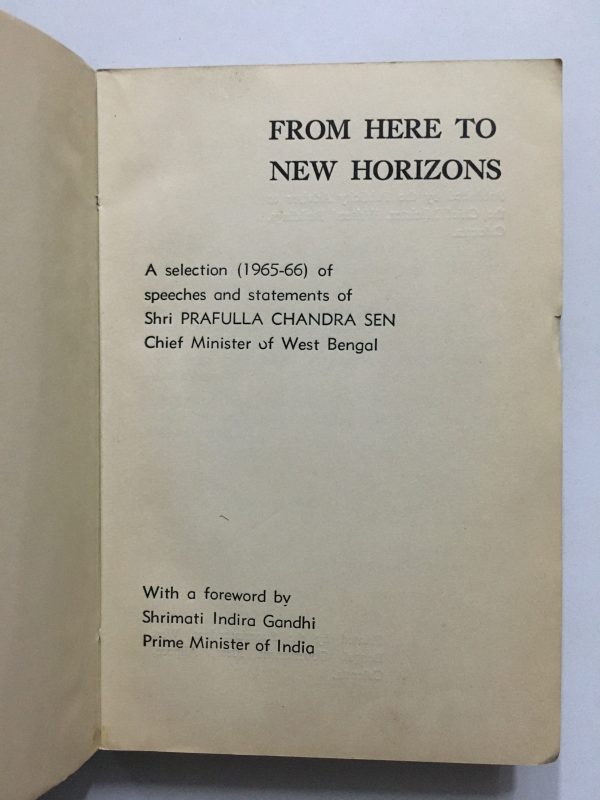 FROM HERE TO
NEW HORIZONS
A selection (1965-66) of
speeches and statements of
Shri PRAFULLA CHANDRA SEN
Chief Minister of West Bengal
With a foreword by
Shrimati Indira Gandhi
Prime Minister of India